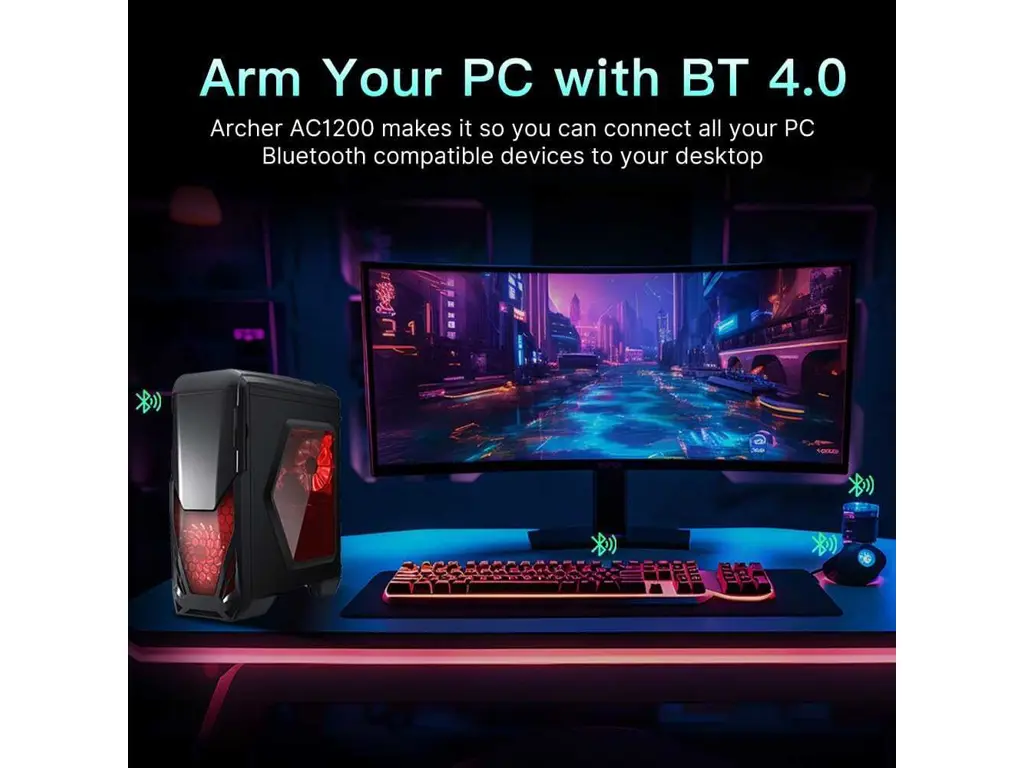 Arm Your PC with BT 4.0
Archer AC1200 makes it so you can connect all your PC
Bluetooth compatible devices to your desktop